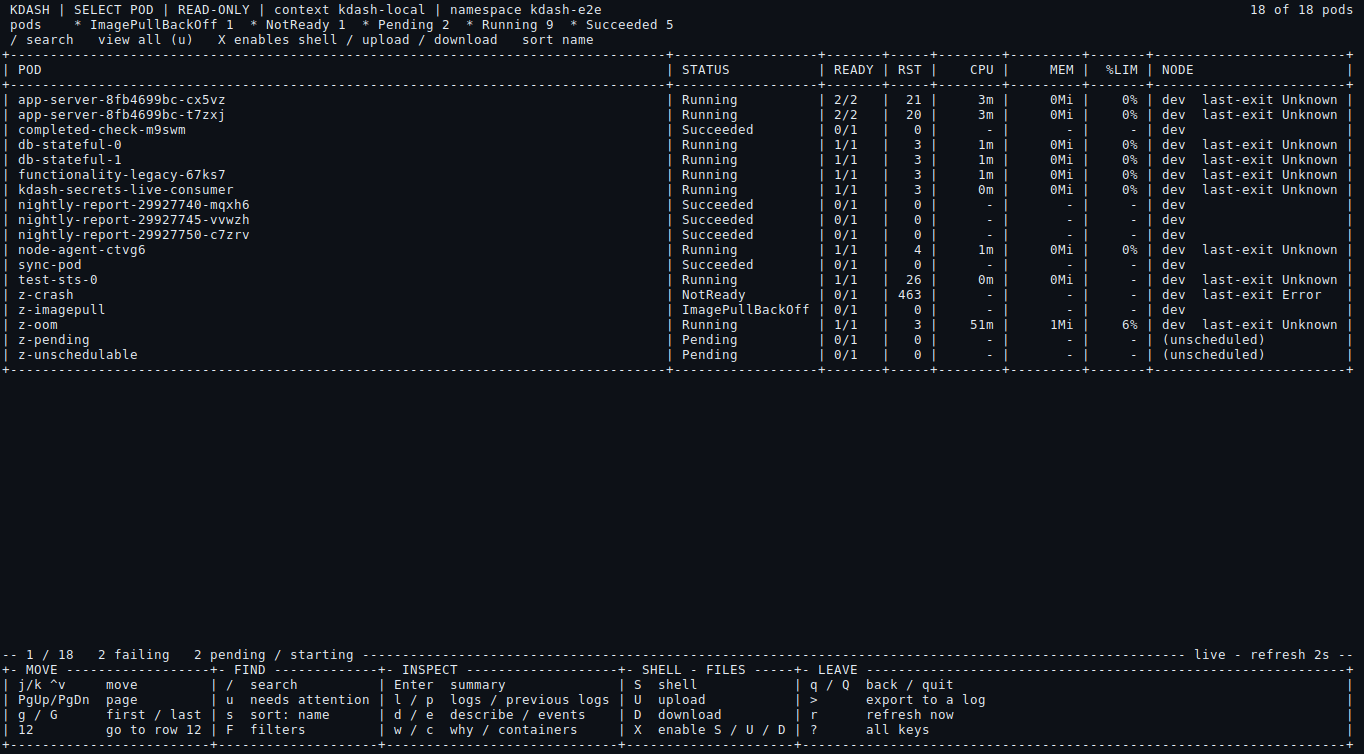 KDASH | SELECT POD | READ-ONLY | context kdash-local | namespace kdash-e2e 18 of 18 pods
pods * ImagePullBackOff 1 * NotReady 1 * Pending 2 * Running 9 * Succeeded 5
/ search view all (u) X enables shell / upload / download sort name
| POD | STATUS | READY | RST | CPU | MEM | %LIM | NODE |
| app-server-8fb4699bc-cx5vz | Running | 2/2 | 21 | 3m | 0Mi | 0% | dev last-exit Unknown |
| app-server-8fb4699bc-t7zxj | Running | 2/2 | 20 | 3m | 0Mi | 0% | dev last-exit Unknown |
| completed-check-m9swm | Succeeded | 0/1 | 0 | - | - | - | dev |
| db-stateful-0 | Running | 1/1 | 3 | 1m | 0Mi | 0% | dev last-exit Unknown |
| db-stateful-1 | Running | 1/1 | 3 | 1m | 0Mi | 0% | dev last-exit Unknown |
| functionality-legacy-67ks7 | Running | 1/1 | 3 | 1m | 0Mi | 0% | dev last-exit Unknown |
| kdash-secrets-live-consumer | Running | 1/1 | 3 | 0m | 0Mi | 0% | dev last-exit Unknown |
| nightly-report-29927740-mqxh6 | Succeeded | 0/1 | 0 | - | - | - | dev |
| nightly-report-29927745-vvwzh | Succeeded | 0/1 | 0 | - | - | - | dev |
| nightly-report-29927750-c7zrv | Succeeded | 0/1 | 0 | - | - | - | dev |
| node-agent-ctvg6 | Running | 1/1 | 4 | 1m | 0Mi | 0% | dev last-exit Unknown |
| sync-pod | Succeeded | 0/1 | 0 | - | - | - | dev |
| test-sts-0 | Running | 1/1 | 26 | 0m | 0Mi | - | dev last-exit Unknown |
| z-crash | NotReady | 0/1 | 463 | - | - | - | dev last-exit Error |
| z-imagepull | ImagePullBackOff | 0/1 | 0 | - | - | - | dev |
| z-oom | Running | 1/1 | 3 | 51m | 1Mi | 6% | dev last-exit Unknown |
| z-pending | Pending | 0/1 | 0 | - | - | - | (unscheduled) |
| z-unschedulable | Pending | 0/1 | 0 | - | - | - | (unscheduled) |
-- 1 / 18 2 failing 2 pending / starting -- live - refresh 2s --
+- MOVE -+- FIND -+- INSPECT -+- SHELL - FILES -+- LEAVE -+
| j/k ^v move | / search | Enter summary | S shell | q / Q back / quit |
| PgUp/PgDn page | u needs attention | l / p logs / previous logs | U upload | > export to a log |
| g / G first / last | s sort: name | d / e describe / events | D download | r refresh now |
| 12 go to row 12 | F filters | w / c why / containers | X enable S / U / D | ? all keys |